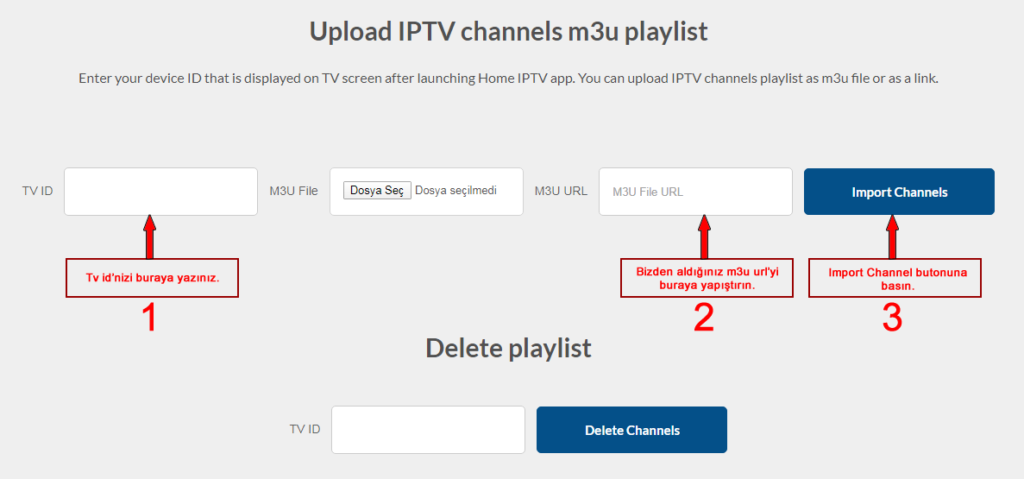 Upload IPTV channels m3u playlist
Enter your device ID that is displayed on TV screen after launching Home IPTV app. You can upload IPTV channels playlist as m3u file or as a link.
TV ID
M3U File
Dosya Seç Dosya seçilmedi
M3U URL
M3U File URL
Import Channels
Tv id'nizi buraya yazınız.
1
Bizden aldığınız m3u url'yi
buraya yapıştırın.
2
Import Channel butonuna
basın.
3
Delete playlist
TV ID
Delete Channels